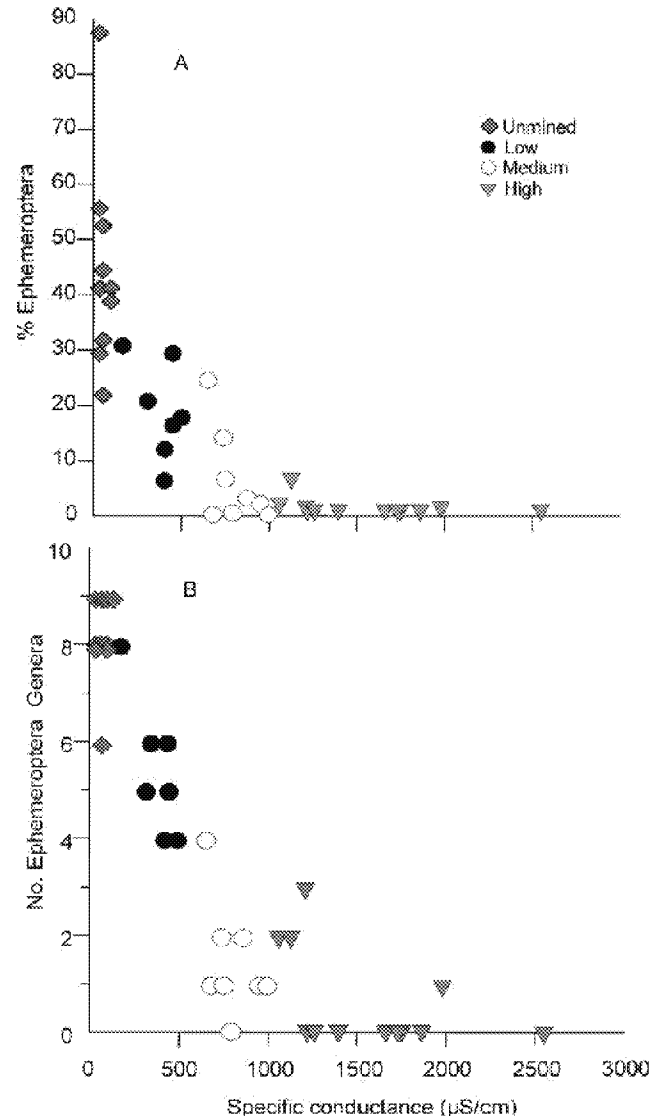 90
80
70
60
50
40
30
20
10
0
% Ephemeroptera
A
Unmined
Low
Medium
High
10
8
6
4
2
0
No. Ephemeroptera Genera
B
0 500 1000 1500 2000 2500 3000
Specific conductance (µS/cm)